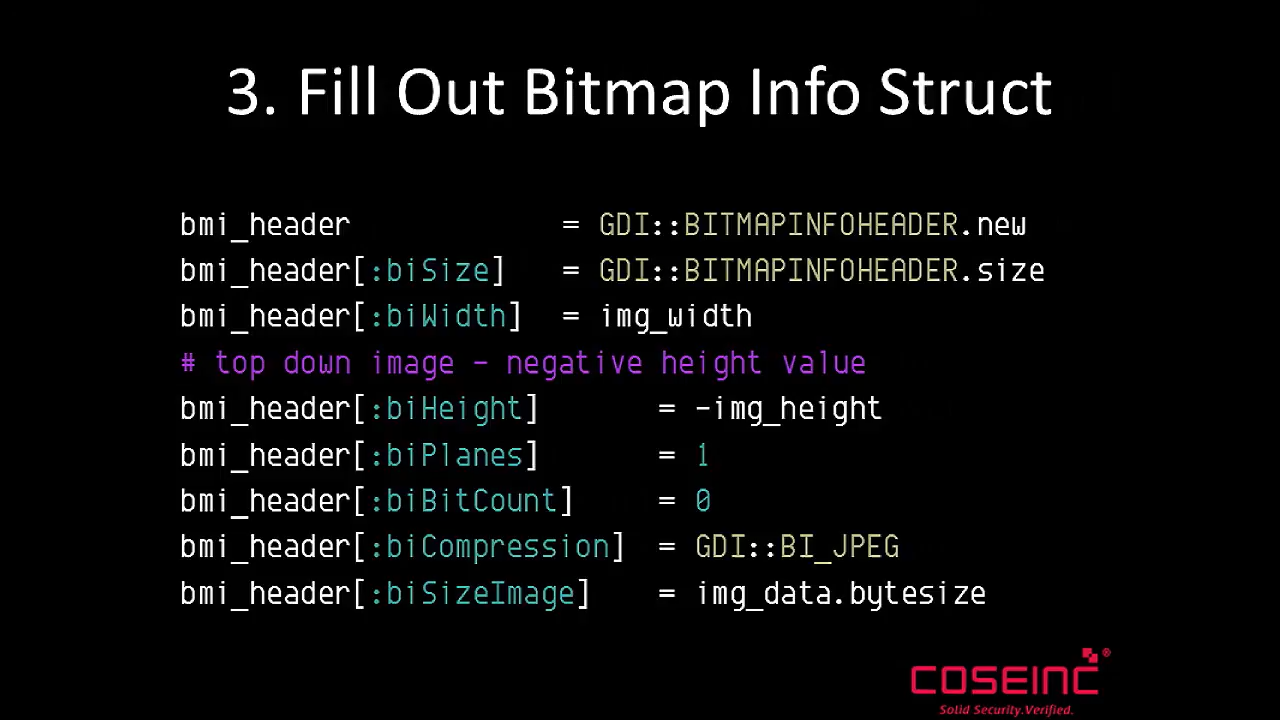 3. Fill Out Bitmap Info Struct
bmi_header = GDI::BITMAPINFOHEADER.new
bmi_header[:biSize] = GDI::BITMAPINFOHEADER.size
bmi_header[:biWidth] = img_width
# top down image - negative height value
bmi_header[:biHeight] = -img_height
bmi_header[:biPlanes] = 1
bmi_header[:biBitCount] = 0
bmi_header[:biCompression] = GDI::BI_JPEG
bmi_header[:biSizeImage] = img_data.bytesize
COSEINC®
Solid Security.Verified.